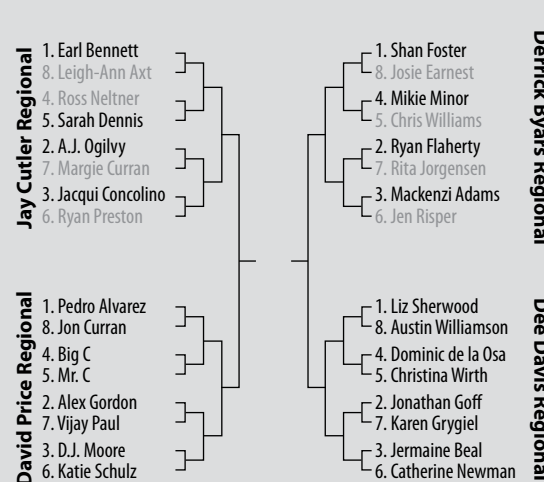 Jay Cutler Regional
1. Earl Bennett
8. Leigh-Ann Axt
4. Ross Neltner
5. Sarah Dennis
2. A.J. Ogilvy
7. Margie Curran
3. Jacqui Concolino
6. Ryan Preston
David Price Regional
1. Pedro Alvarez
8. Jon Curran
4. Big C
5. Mr. C
2. Alex Gordon
7. Vijay Paul
3. D.J. Moore
6. Katie Schulz
Derrick Byars Regional
1. Shan Foster
8. Josie Earnest
4. Mikie Minor
5. Chris Williams
2. Ryan Flaherty
7. Rita Jorgensen
3. Mackenzi Adams
6. Jen Risper
Dee Davis Regional
1. Liz Sherwood
8. Austin Williamson
4. Dominic de la Osa
5. Christina Wirth
2. Jonathan Goff
7. Karen Grygiel
3. Jermaine Beal
6. Catherine Newman